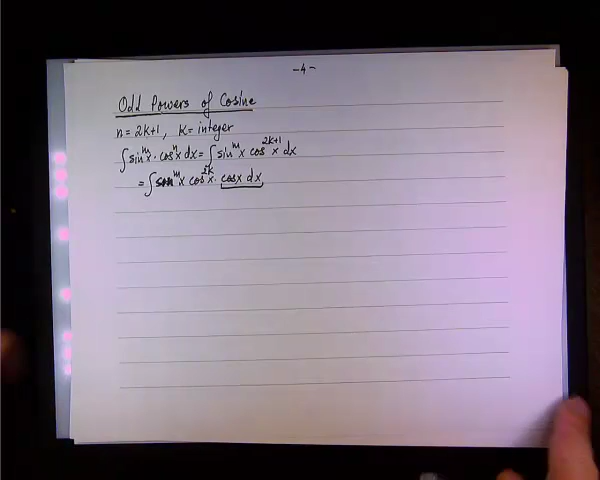 -4-
Odd Powers of Cosine
n = 2k+1, k = integer
∫ sin^m x · cos^n x dx = ∫ sin^m x cos^{2k+1} x dx
= ∫ sin^m x cos^{2k} x · cos x dx